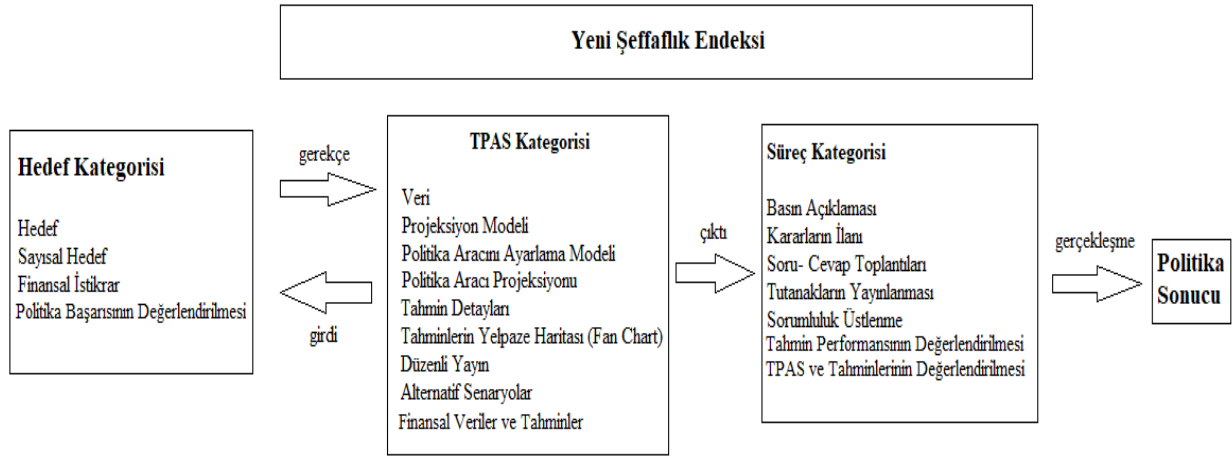 Yeni Şeffaflık Endeksi
Hedef Kategorisi
Hedef
Sayısal Hedef
Finansal İstikrar
Politika Başarısının Değerlendirilmesi
gerekçe
girdi
TPAS Kategorisi
Veri
Projeksiyon Modeli
Politika Aracını Ayarlama Modeli
Politika Aracı Projeksiyonu
Tahmin Detayları
Tahminlerin Yelpaze Haritası (Fan Chart)
Düzenli Yayın
Alternatif Senaryolar
Finansal Veriler ve Tahminler
çıktı
Süreç Kategorisi
Basın Açıklaması
Kararların İlanı
Soru- Cevap Toplantıları
Tutanakların Yayınlanması
Sorumluluk Üstlenme
Tahmin Performansının Değerlendirilmesi
TPAS ve Tahminlerinin Değerlendirilmesi
gerçekleşme
Politika
Sonucu